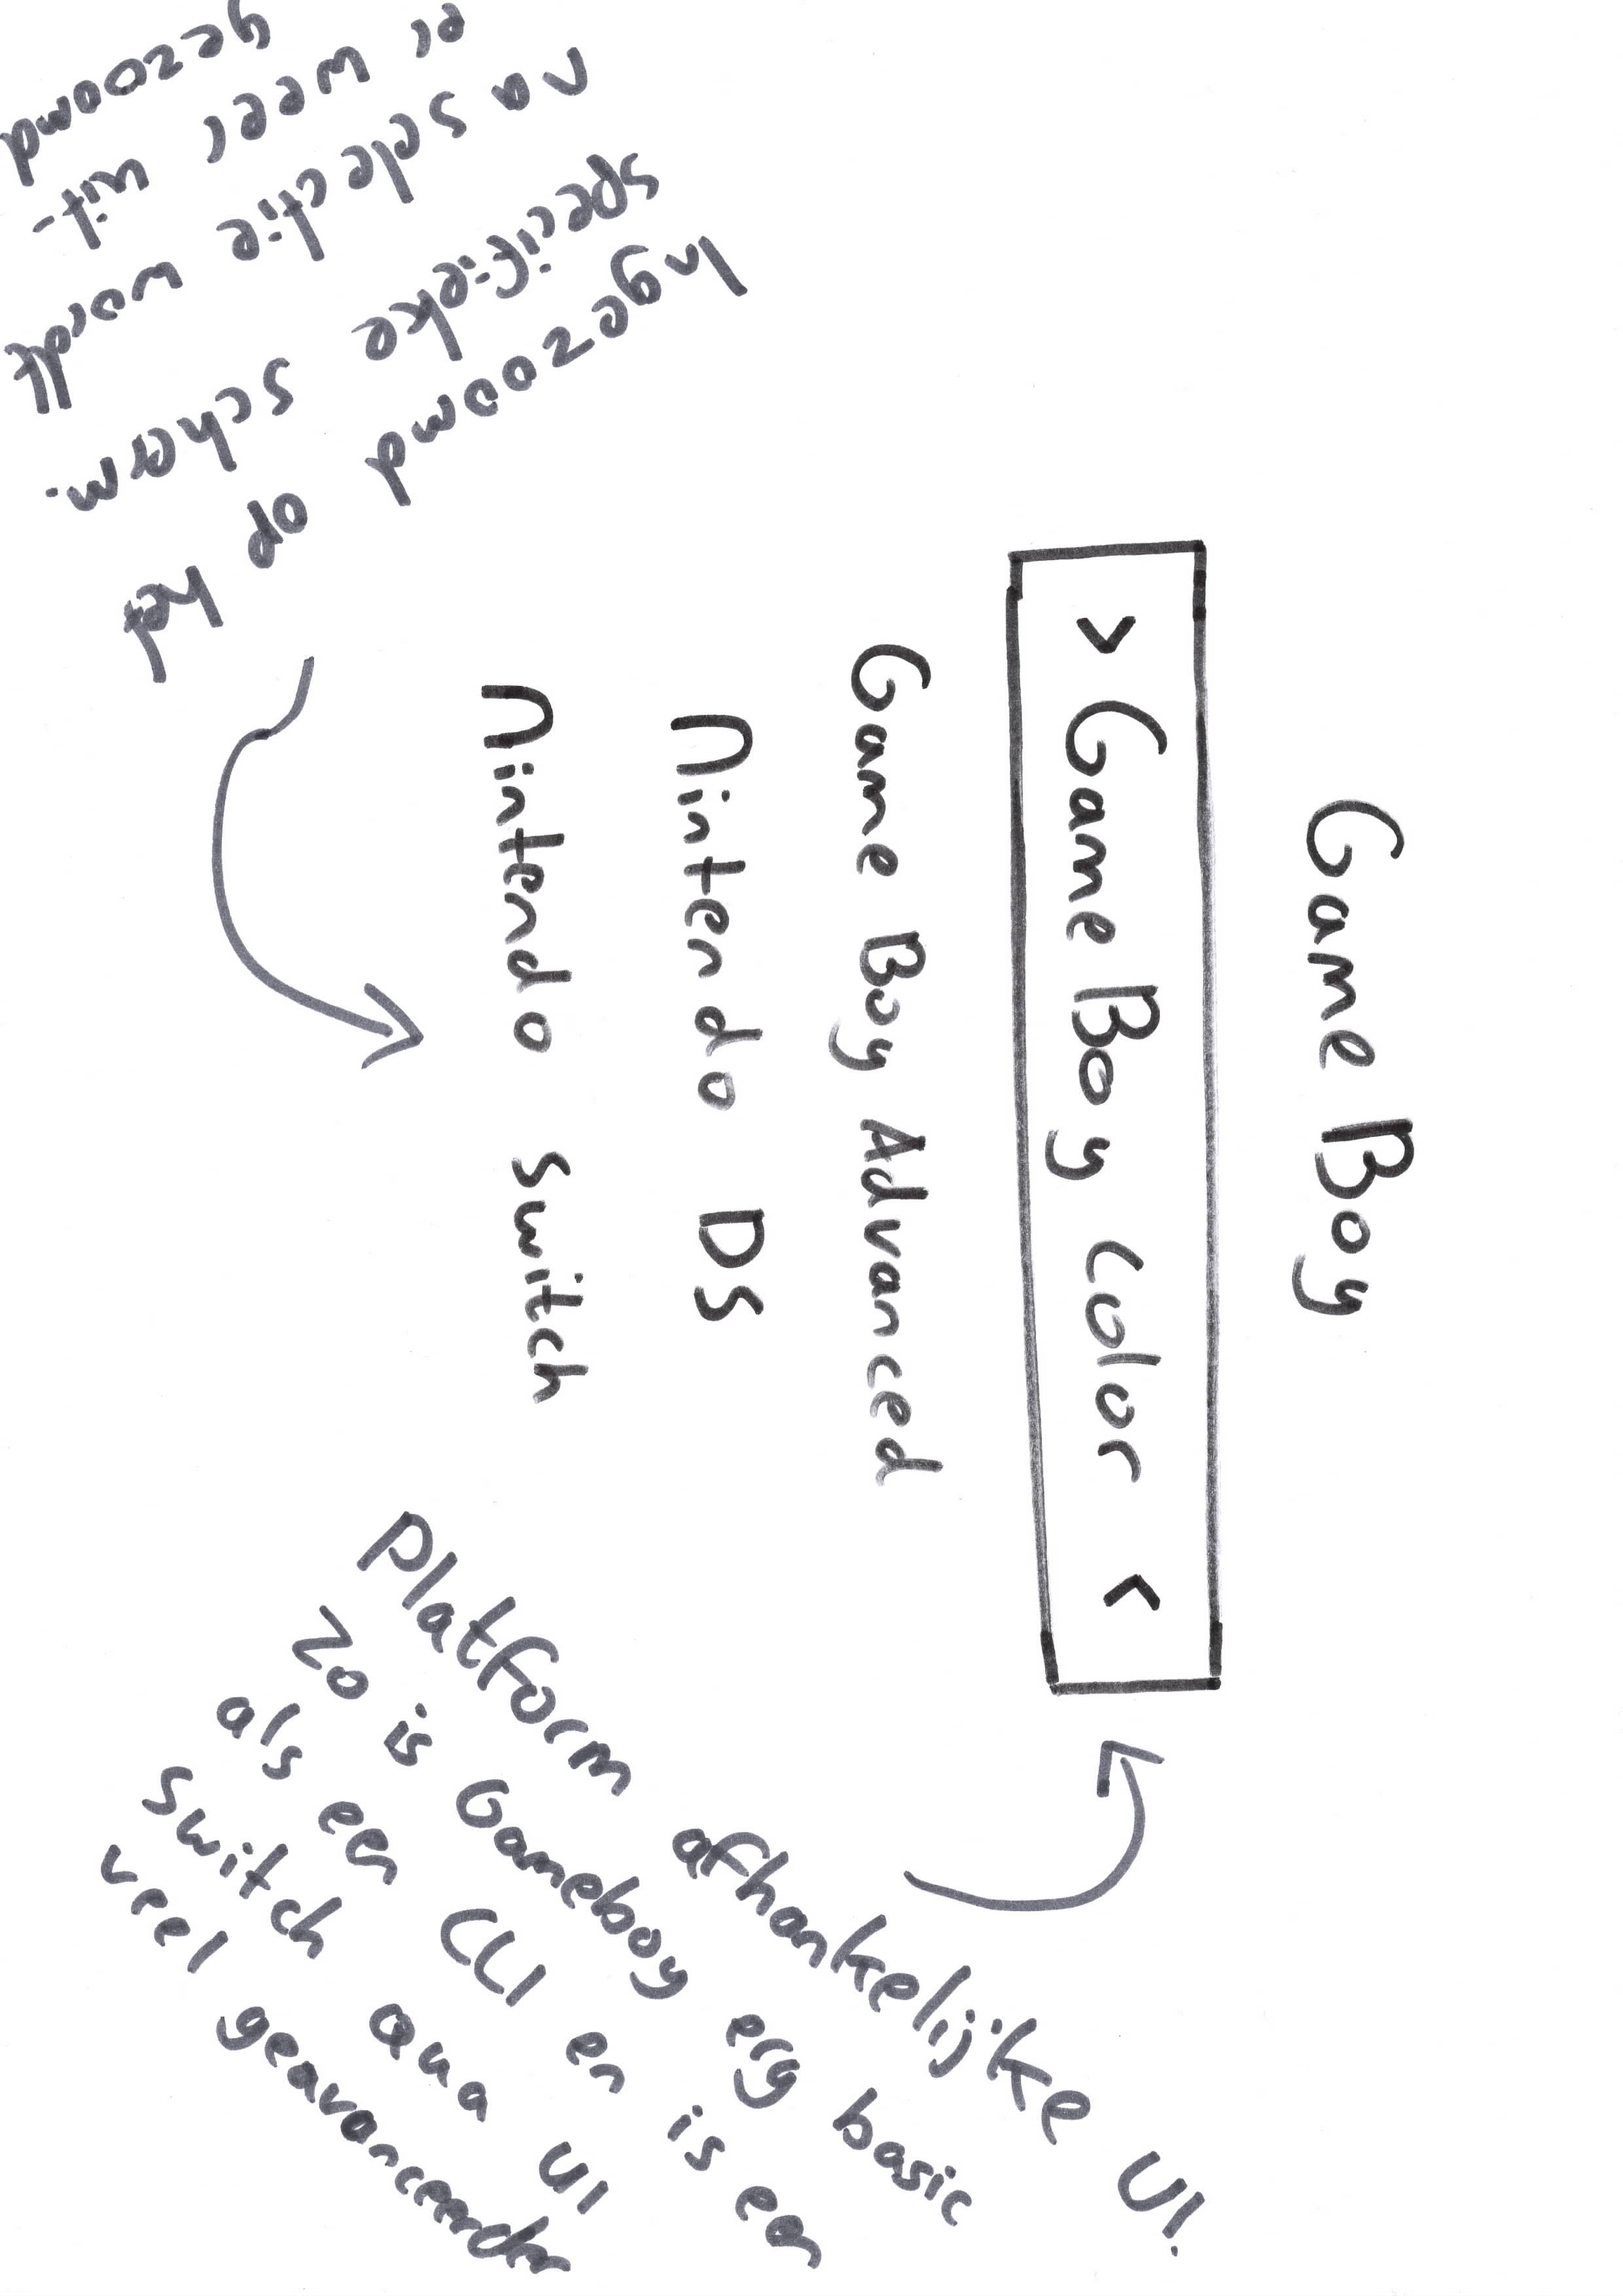 Game Boy
> Game Boy Color <
Game Boy Advanced
Nintendo DS
Nintendo Switch
Ingezoomd op het
specifieke scherm.
Na selectie wordt
er weer uit-
gezoomd
Platform afhankelijke UI.
Zo is Gameboy erg basic
als een CLI en is een
Switch qua UI
veel geavanceerder